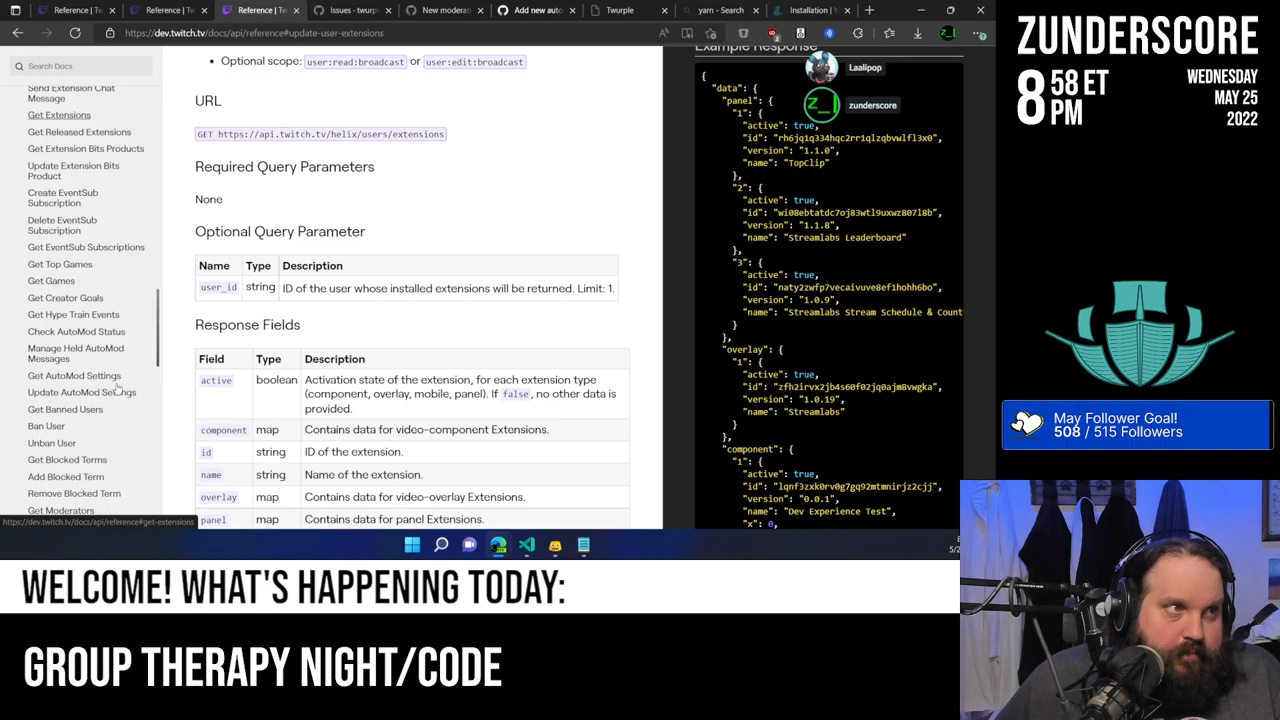 Reference | Tw
Reference | Tw
Reference | Tw
Issues - twurp
New moderat
Add new auto
Twurple
yarn - Search
Installation | Y
https://dev.twitch.tv/docs/api/reference#update-user-extensions
Search Docs
Send Extension Chat
Message
Get Extensions
Get Released Extensions
Get Extension Bits Products
Update Extension Bits
Product
Create EventSub
Subscription
Delete EventSub
Subscription
Get EventSub Subscriptions
Get Top Games
Get Games
Get Creator Goals
Get Hype Train Events
Check AutoMod Status
Manage Held AutoMod
Messages
Get AutoMod Settings
Update AutoMod Settings
Get Banned Users
Ban User
Unban User
Get Blocked Terms
Add Blocked Term
Remove Blocked Term
Get Moderators
https://dev.twitch.tv/docs/api/reference#get-extensions
• Optional scope: user:read:broadcast or user:edit:broadcast
URL
GET https://api.twitch.tv/helix/users/extensions
Required Query Parameters
None
Optional Query Parameter
Name Type Description
user_id string ID of the user whose installed extensions will be returned. Limit: 1.
Response Fields
Field Type Description
active boolean Activation state of the extension, for each extension type
(component, overlay, mobile, panel). If false, no other data is
provided.
component map Contains data for video-component Extensions.
id string ID of the extension.
name string Name of the extension.
overlay map Contains data for video-overlay Extensions.
panel map Contains data for panel Extensions.
Example Response
Laalipop
z_|
zunderscore
{
"data": {
"panel": {
"1": {
"active": true,
"id": "rh6jq1q334hqc2rr1qlzqbvwlfl3x0",
"version": "1.1.0",
"name": "TopClip"
},
"2": {
"active": true,
"id": "wi08ebtatdc7oj83wtl9uxwz807l8b",
"version": "1.1.8",
"name": "Streamlabs Leaderboard"
},
"3": {
"active": true,
"id": "naty2zwfp7vecaivuve8ef1hohh6bo",
"version": "1.0.9",
"name": "Streamlabs Stream Schedule & Count
}
},
"overlay": {
"1": {
"active": true,
"id": "zfh2irvx2jb4s60f02jq0ajm8vwgka",
"version": "1.0.19",
"name": "Streamlabs"
}
},
"component": {
"1": {
"active": true,
"id": "lqnf3zxk0rv0g7gq92mtmnirjz2cjj",
"version": "0.0.1",
"name": "Dev Experience Test",
"x": 0,
ZUNDERSCORE
8 58 ET
PM
WEDNESDAY
MAY 25
2022
May Follower Goal!
508 / 515 Followers
WELCOME! WHAT'S HAPPENING TODAY:
GROUP THERAPY NIGHT/CODE